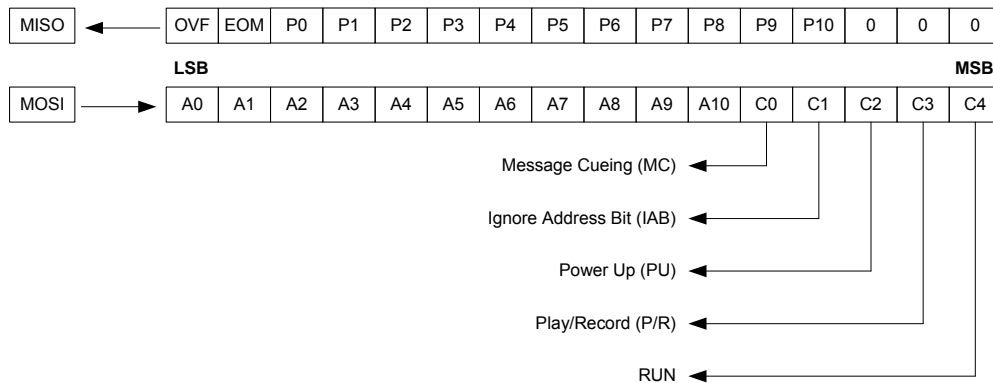 MISO OVF EOM P0 P1 P2 P3 P4 P5 P6 P7 P8 P9 P10 0 0 0
LSB MSB
MOSI A0 A1 A2 A3 A4 A5 A6 A7 A8 A9 A10 C0 C1 C2 C3 C4
Message Cueing (MC)
Ignore Address Bit (IAB)
Power Up (PU)
Play/Record (P/R)
RUN